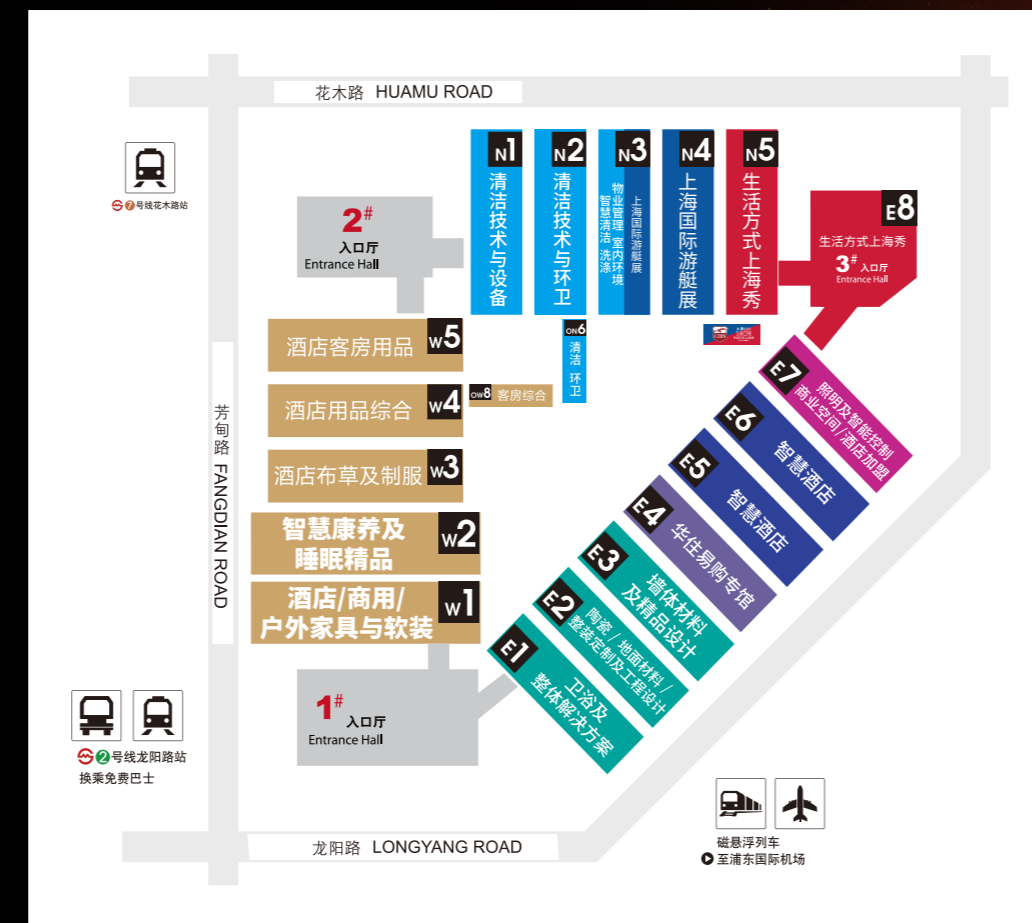 花木路 HUAMU ROAD
7号线花木路站
2#
入口厅
Entrance Hall
N1
清洁技术与设备
N2
清洁技术与环卫
N3
物业管理 室内环境
智慧清洁 洗涤
上海国际游艇展
N4
上海国际游艇展
N5
生活方式上海秀
E8
生活方式上海秀
3#
入口厅
Entrance Hall
ON6
清洁 环卫
酒店客房用品 W5
酒店用品综合 W4
OW8 客房综合
酒店布草及制服 W3
智慧康养及
睡眠精品
W2
酒店/商用/
户外家具与软装
W1
E7
照明及智能控制
商业空间/酒店加盟
E6
智慧酒店
E5
智慧酒店
E4
华住易购专馆
E3
墙体材料
及精品设计
E2
陶瓷/地面材料/
整装定制及工程设计
E1
卫浴及
整体解决方案
芳甸路 FANGDIAN ROAD
1#
入口厅
Entrance Hall
2号线龙阳路站
换乘免费巴士
龙阳路 LONGYANG ROAD
磁悬浮列车
至浦东国际机场